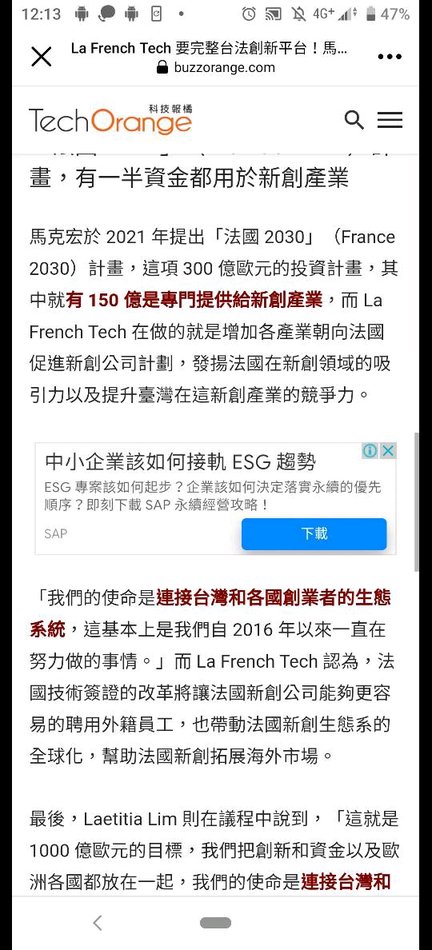 12:13
4G+
47%
La French Tech 要完整台法創新平台！馬...
buzzorange.com
科技報橘
TechOrange
畫，有一半資金都用於新創產業
馬克宏於 2021 年提出「法國 2030」（France
2030）計畫，這項 300 億歐元的投資計畫，其
中就有 150 億是專門提供給新創產業，而 La
French Tech 在做的就是增加各產業朝向法國
促進新創公司計劃，發揚法國在新創領域的吸
引力以及提升臺灣在這新創產業的競爭力。
中小企業該如何接軌 ESG 趨勢
ESG 專案該如何起步？企業該如何決定落實永續的優先
順序？即刻下載 SAP 永續經營攻略！
SAP
下載
「我們的使命是連接台灣和各國創業者的生態
系統，這基本上是我們自 2016 年以來一直在
努力做的事情。」而 La French Tech 認為，法
國技術簽證的改革將讓法國新創公司能夠更容
易的聘用外籍員工，也帶動法國新創生態系的
全球化，幫助法國新創拓展海外市場。
最後，Laetitia Lim 則在議程中說到，「這就是
1000 億歐元的目標，我們把創新和資金以及歐
洲各國都放在一起，我們的使命是連接台灣和